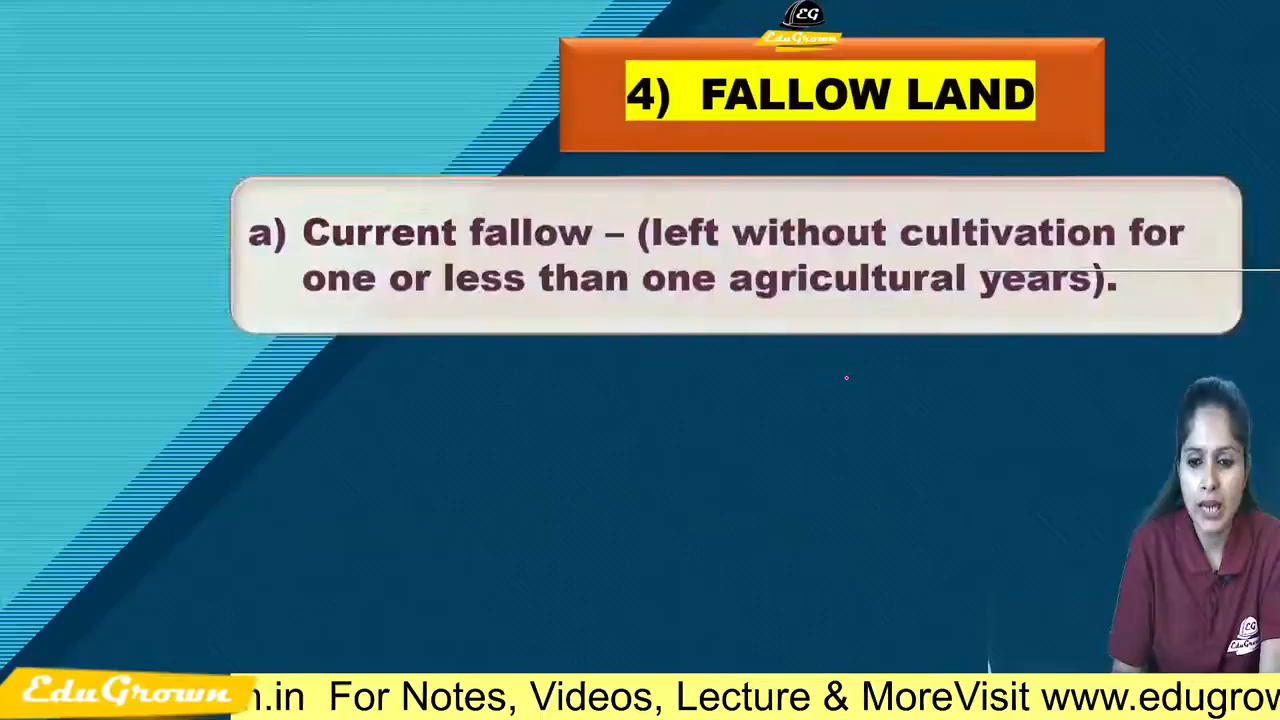 EG
EduGrown
4) FALLOW LAND
a) Current fallow – (left without cultivation for
one or less than one agricultural years).
EG
EduGrown
n.in For Notes, Videos, Lecture & MoreVisit www.edugrow